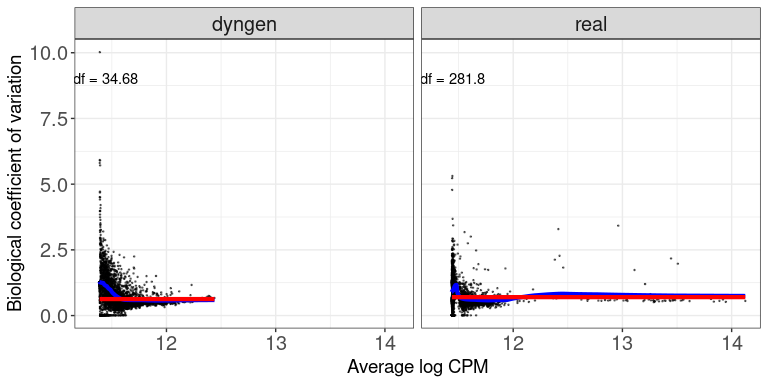 dyngen real
Biological coefficient of variation
10.0
7.5
5.0
2.5
0.0
df = 34.68 df = 281.8
12 13 14 12 13 14
Average log CPM